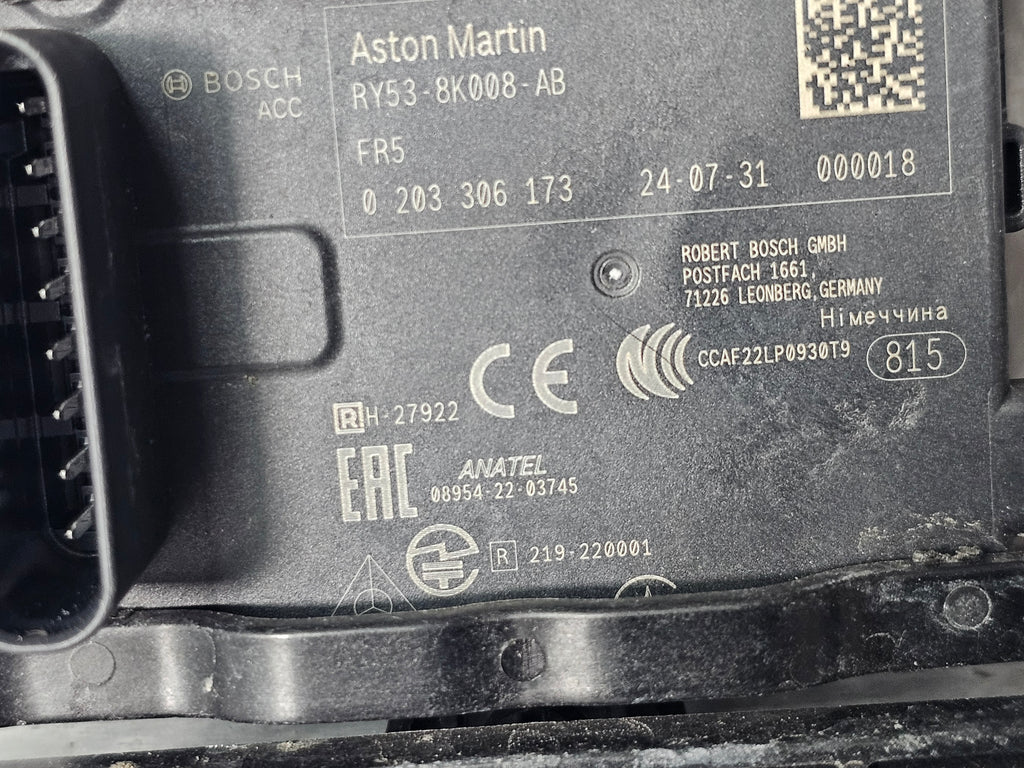 Aston Martin
BOSCH
ACC
RY53-8K008-AB
FR5
0 203 306 173 24-07-31 000018
ROBERT BOSCH GMBH
POSTFACH 1661,
71226 LEONBERG, GERMANY
Німеччина
CE CCC CCAF22LP0930T9 815
R H-27922
EAC
ANATEL
08954-22-03745
R 219-220001